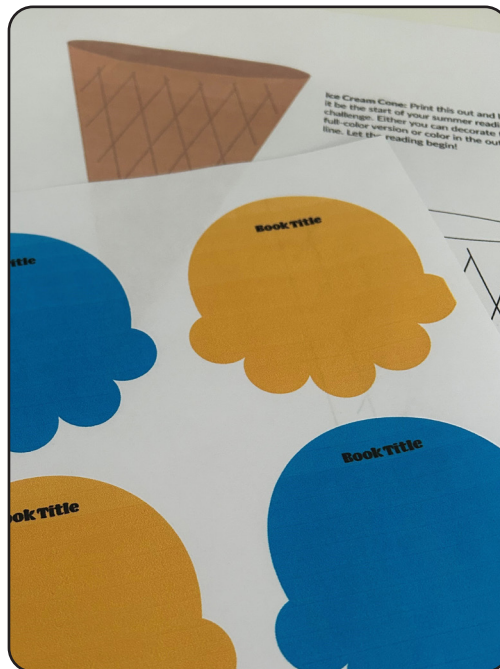 Ice Cream Cone: Print this out and
it be the start of your summer readi
challenge. Either you can decorate
full-color version or color in the out
line. Let the reading begin!
Book Title
itle
Book Title
ook Title